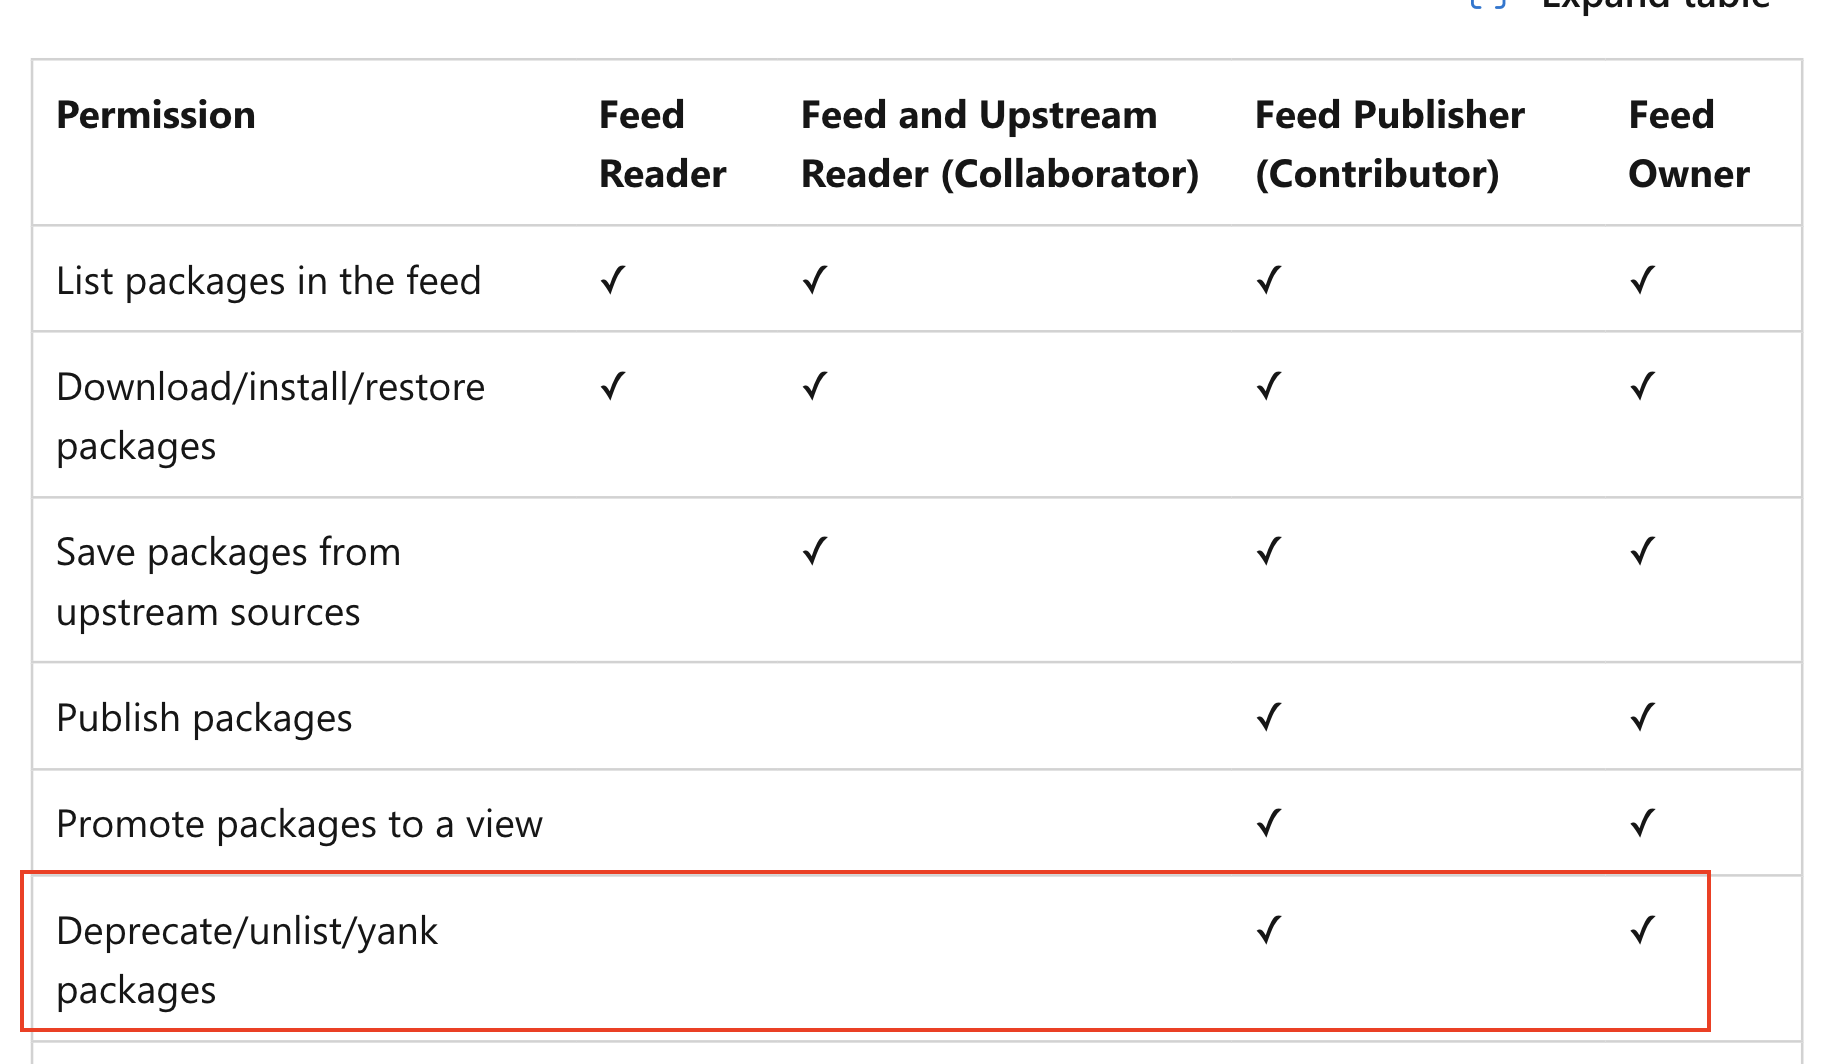 Expand table
Permission Feed Reader Feed and Upstream Reader (Collaborator) Feed Publisher (Contributor) Feed Owner
List packages in the feed ✓ ✓ ✓ ✓
Download/install/restore packages ✓ ✓ ✓ ✓
Save packages from upstream sources ✓ ✓ ✓
Publish packages ✓ ✓
Promote packages to a view ✓ ✓
Deprecate/unlist/yank packages ✓ ✓